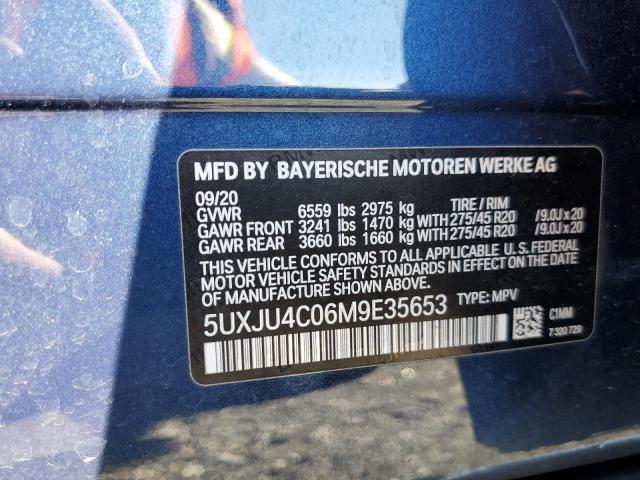 MFD BY BAYERISCHE MOTOREN WERKE AG
09/20 TIRE / RIM
GVWR 6559 lbs 2975 kg
GAWR FRONT 3241 lbs 1470 kg WITH 275/45 R20 /9.0J x 20
GAWR REAR 3660 lbs 1660 kg WITH 275/45 R20 /9.0J x 20
THIS VEHICLE CONFORMS TO ALL APPLICABLE U.S. FEDERAL
MOTOR VEHICLE SAFETY STANDARDS IN EFFECT ON THE DATE
OF MANUFACTURE SHOWN ABOVE.
5UXJU4C06M9E35653 TYPE: MPV
C1MM
7 320 729